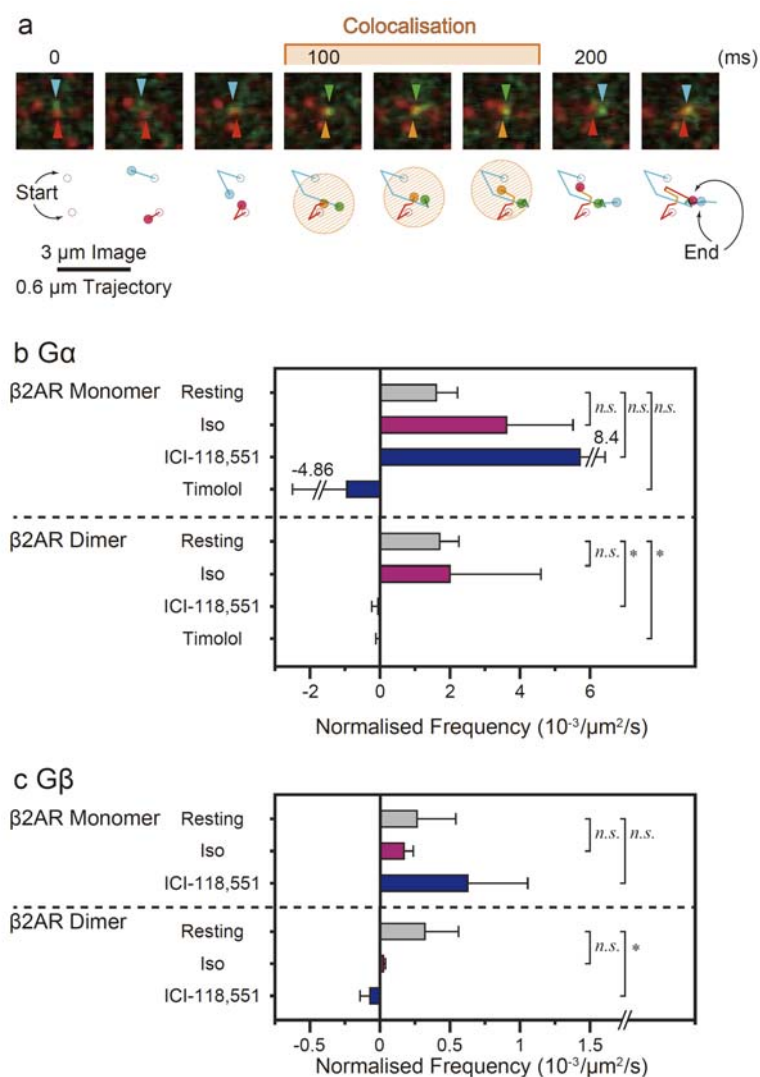 a
Colocalisation
0 100 200 (ms)
Start
End
3 μm Image
0.6 μm Trajectory
b Gα
β2AR Monomer Resting
Iso
n.s. n.s. n.s.
8.4
ICI-118,551
-4.86
Timolol
β2AR Dimer Resting
n.s. * *
Iso
ICI-118,551
Timolol
-2 0 2 4 6
Normalised Frequency (10⁻³/μm²/s)
c Gβ
β2AR Monomer Resting
n.s. n.s.
Iso
ICI-118,551
β2AR Dimer
Resting
n.s. *
Iso
ICI-118,551
-0.5 0 0.5 1.5
Normalised Frequency (10⁻³/μm²/s)